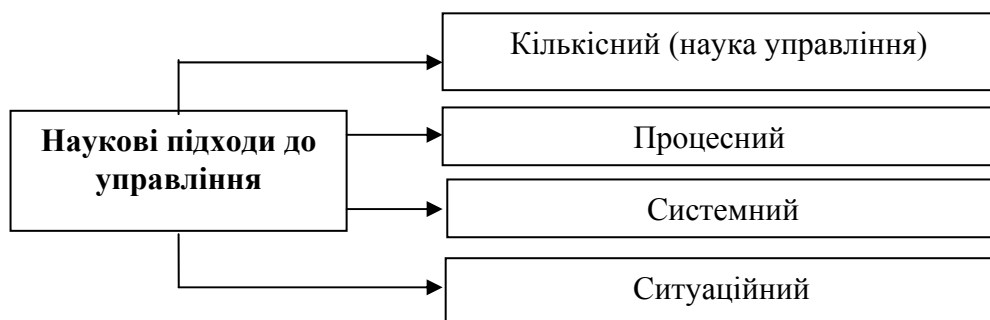 Кількісний (наука управління)
Наукові підходи до
управління
Процесний
Системний
Ситуаційний